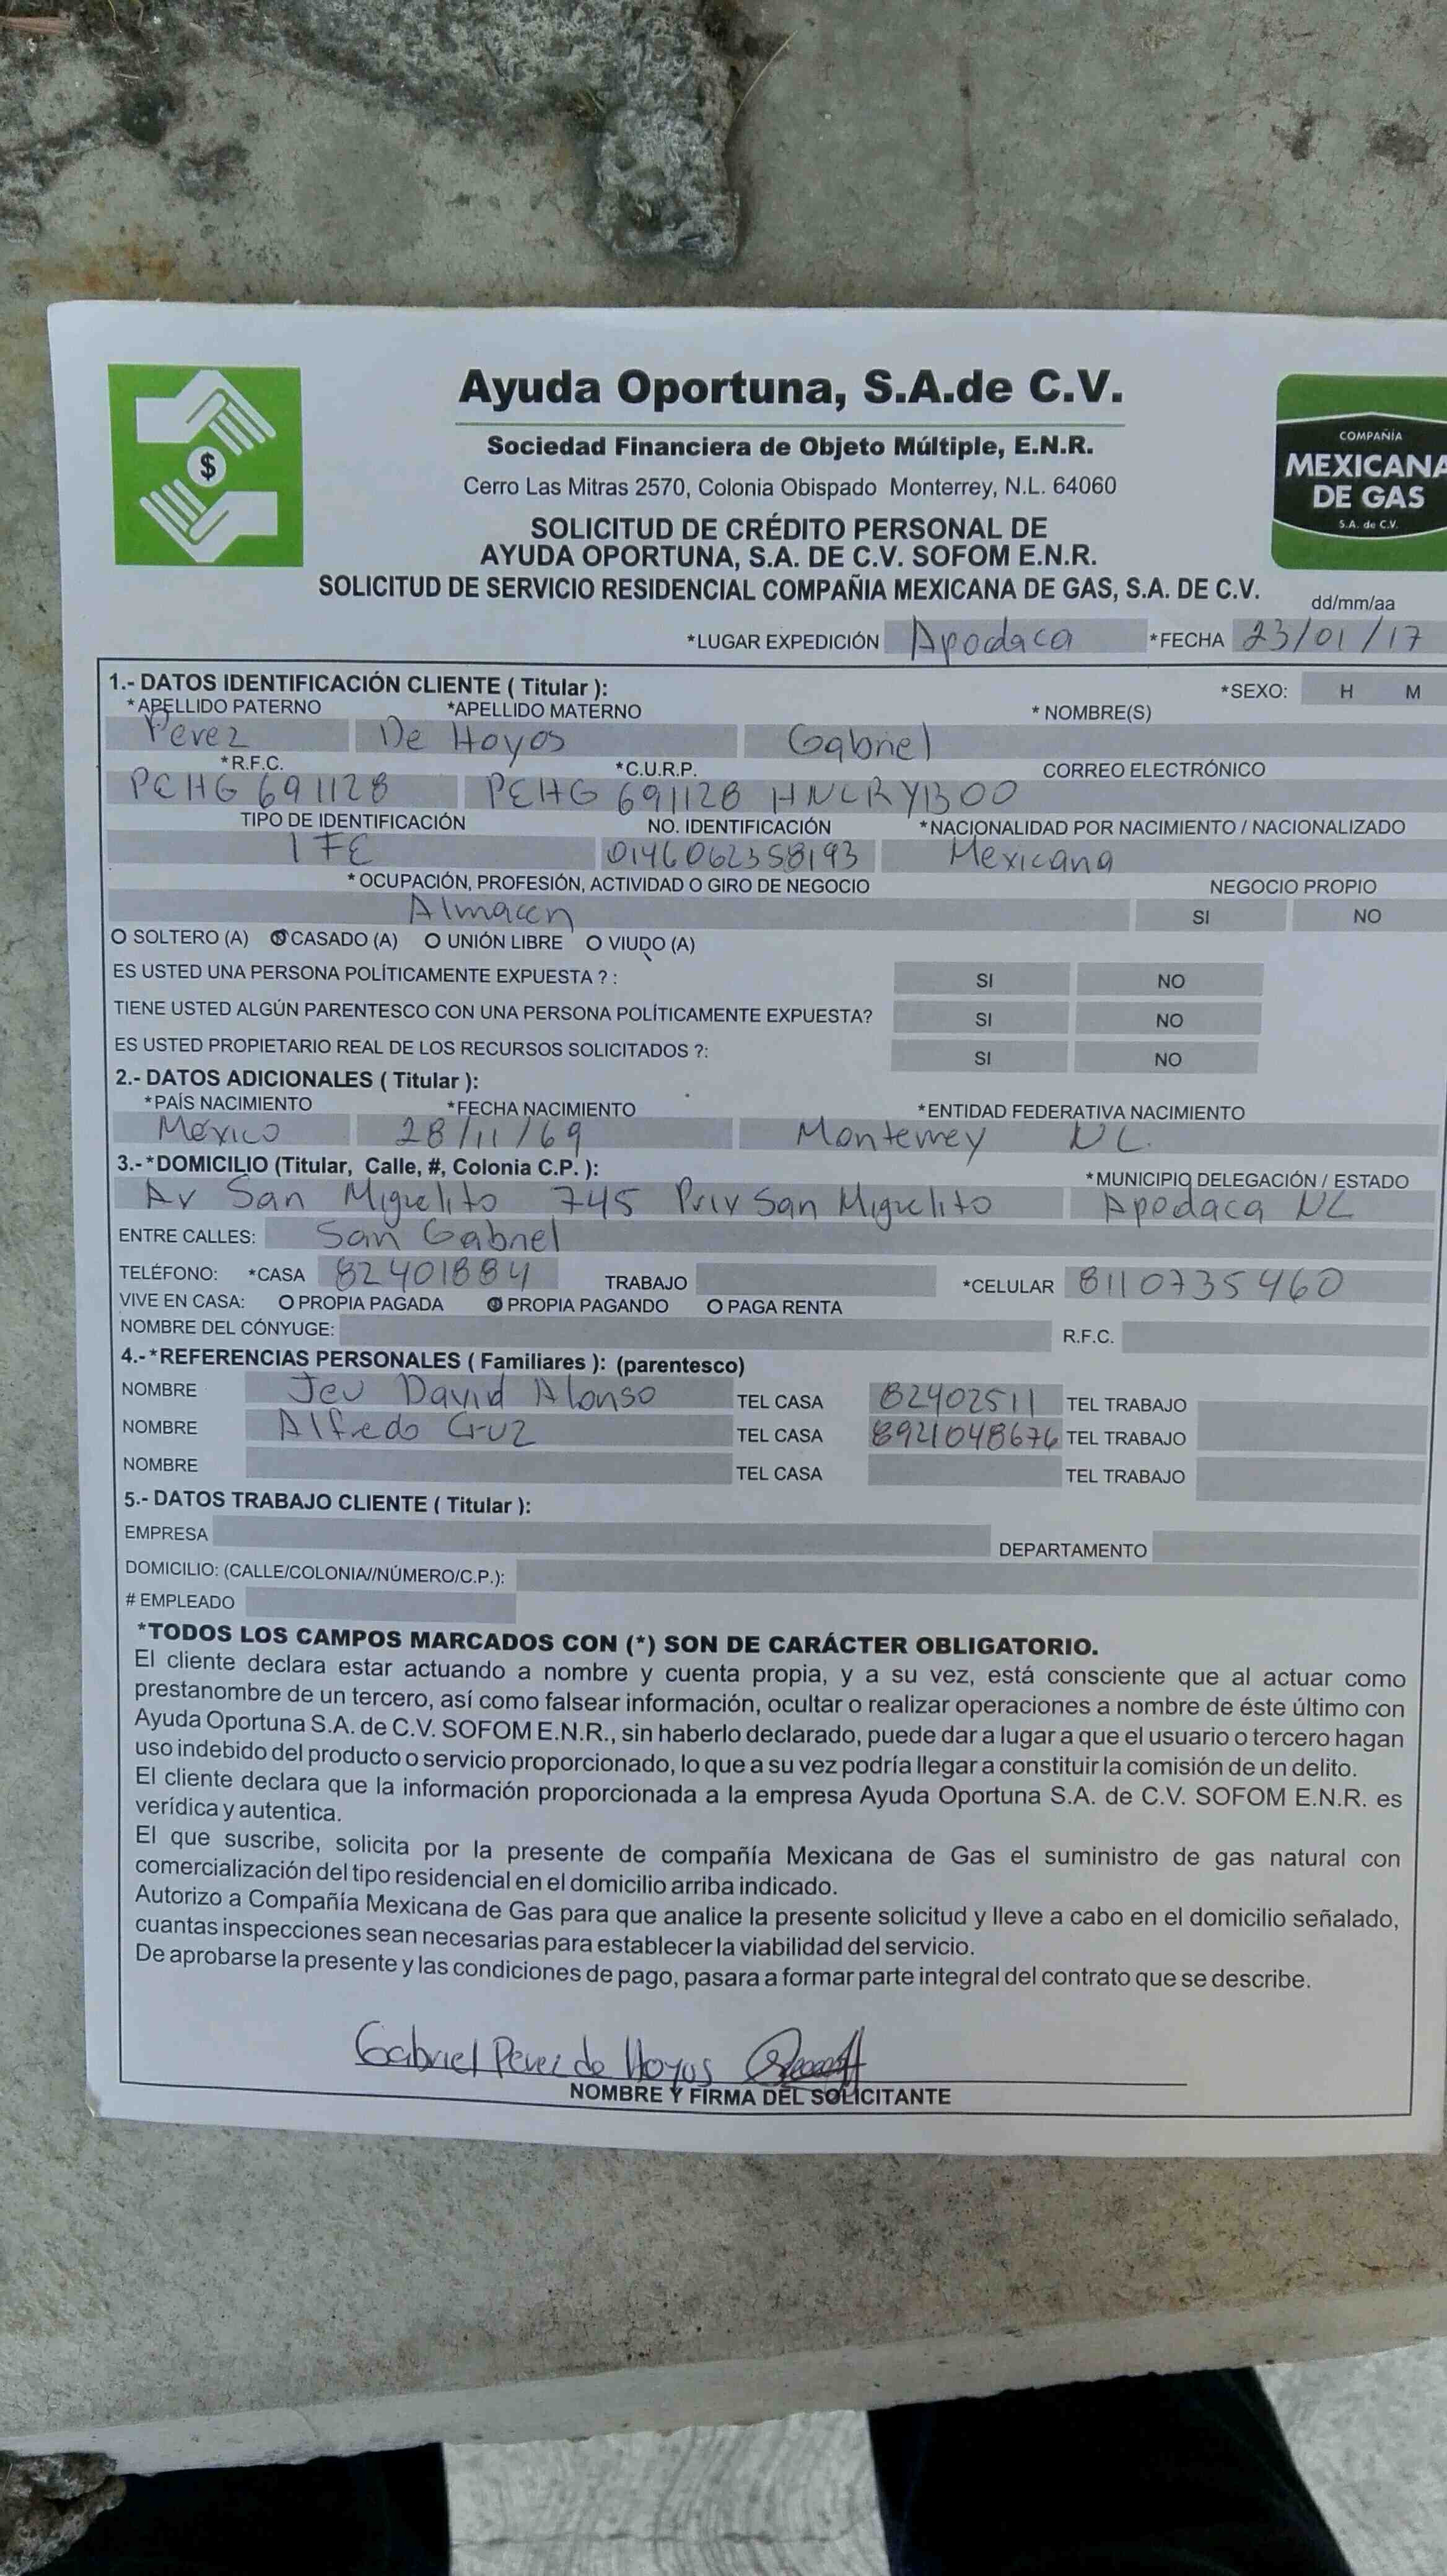 Ayuda Oportuna, S.A.de C.V.
Sociedad Financiera de Objeto Múltiple, E.N.R.
Cerro Las Mitras 2570, Colonia Obispado Monterrey, N.L. 64060
$
COMPAÑÍA
MEXICANA
DE GAS
S.A. de C.V.
SOLICITUD DE CRÉDITO PERSONAL DE
AYUDA OPORTUNA, S.A. DE C.V. SOFOM E.N.R.
SOLICITUD DE SERVICIO RESIDENCIAL COMPAÑIA MEXICANA DE GAS, S.A. DE C.V.
dd/mm/aa
*LUGAR EXPEDICIÓN Apodaca *FECHA 23/01/17
1.- DATOS IDENTIFICACIÓN CLIENTE ( Titular ): *SEXO: H M
*APELLIDO PATERNO *APELLIDO MATERNO * NOMBRE(S)
Perez De Hoyos Gabriel
*R.F.C. *C.U.R.P. CORREO ELECTRÓNICO
PEHG 691128 PEHG 691128 HNLRYB00
TIPO DE IDENTIFICACIÓN NO. IDENTIFICACIÓN *NACIONALIDAD POR NACIMIENTO / NACIONALIZADO
IFE 0146062358193 Mexicana
* OCUPACIÓN, PROFESIÓN, ACTIVIDAD O GIRO DE NEGOCIO NEGOCIO PROPIO
Almacen SI NO
SOLTERO (A) CASADO (A) UNIÓN LIBRE VIUDO (A)
ES USTED UNA PERSONA POLÍTICAMENTE EXPUESTA ? : SI NO
TIENE USTED ALGÚN PARENTESCO CON UNA PERSONA POLÍTICAMENTE EXPUESTA? SI NO
ES USTED PROPIETARIO REAL DE LOS RECURSOS SOLICITADOS ?: SI NO
2.- DATOS ADICIONALES ( Titular ):
*PAÍS NACIMIENTO *FECHA NACIMIENTO *ENTIDAD FEDERATIVA NACIMIENTO
México 28/11/69 Monterrey NL.
3.-*DOMICILIO (Titular, Calle, #, Colonia C.P. ): *MUNICIPIO DELEGACIÓN / ESTADO
Av San Miguelito 745 Priv San Miguelito Apodaca NL
ENTRE CALLES: San Gabriel
TELÉFONO: *CASA 82401884 TRABAJO *CELULAR 8110735460
VIVE EN CASA: PROPIA PAGADA PROPIA PAGANDO PAGA RENTA
NOMBRE DEL CÓNYUGE: R.F.C.
4.-*REFERENCIAS PERSONALES ( Familiares ): (parentesco)
NOMBRE David Alonso TEL CASA 82402511 TEL TRABAJO
NOMBRE Alfredo Cruz TEL CASA 8921048676 TEL TRABAJO
NOMBRE TEL CASA TEL TRABAJO
5.- DATOS TRABAJO CLIENTE ( Titular ):
EMPRESA DEPARTAMENTO
DOMICILIO: (CALLE/COLONIA//NÚMERO/C.P.):
# EMPLEADO
*TODOS LOS CAMPOS MARCADOS CON (*) SON DE CARÁCTER OBLIGATORIO.
El cliente declara estar actuando a nombre y cuenta propia, y a su vez, está consciente que al actuar como
prestanombre de un tercero, así como falsear información, ocultar o realizar operaciones a nombre de éste último con
Ayuda Oportuna S.A. de C.V. SOFOM E.N.R., sin haberlo declarado, puede dar a lugar a que el usuario o tercero hagan
uso indebido del producto o servicio proporcionado, lo que a su vez podría llegar a constituir la comisión de un delito.
El cliente declara que la información proporcionada a la empresa Ayuda Oportuna S.A. de C.V. SOFOM E.N.R. es
verídica y autentica.
El que suscribe, solicita por la presente de compañía Mexicana de Gas el suministro de gas natural con
comercialización del tipo residencial en el domicilio arriba indicado.
Autorizo a Compañía Mexicana de Gas para que analice la presente solicitud y lleve a cabo en el domicilio señalado,
cuantas inspecciones sean necesarias para establecer la viabilidad del servicio.
De aprobarse la presente y las condiciones de pago, pasara a formar parte integral del contrato que se describe.
Gabriel Perez de Hoyos
NOMBRE Y FIRMA DEL SOLICITANTE